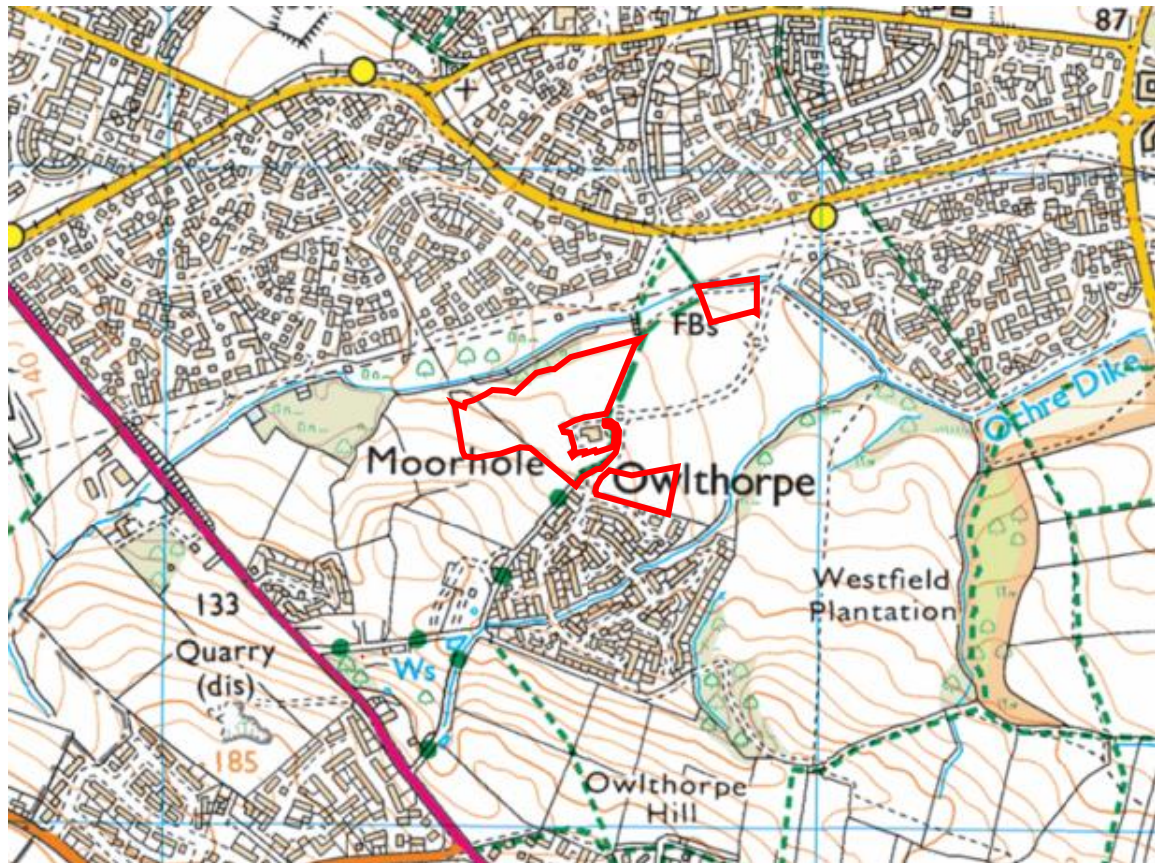 87
FBs
140
Ochre Dike
Moorhole
Owlthorpe
Westfield
Plantation
133
Quarry
(dis)
Ws
185
Owlthorpe
Hill